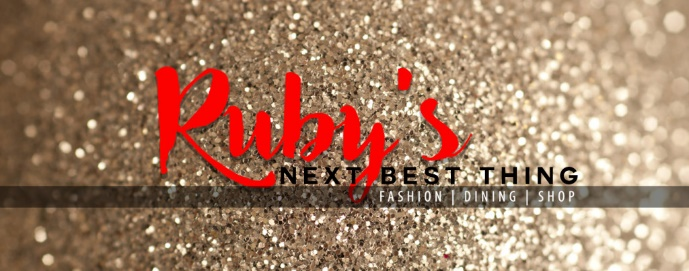 Ruby's
NEXT BEST THING
FASHION | DINING | SHOP